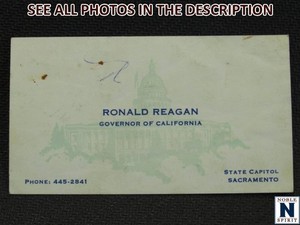 SEE ALL PHOTOS IN THE DESCRIPTION
RONALD REAGAN
GOVERNOR OF CALIFORNIA
PHONE: 445-2841
STATE CAPITOL
SACRAMENTO
NOBLE
N
SPIRIT